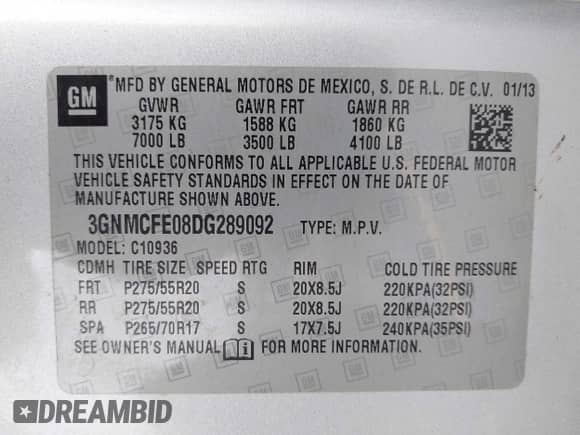 GM ®MFD BY GENERAL MOTORS DE MEXICO, S. DE R.L. DE C.V. 01/13
GVWR GAWR FRT GAWR RR
3175 KG 1588 KG 1860 KG
7000 LB 3500 LB 4100 LB
THIS VEHICLE CONFORMS TO ALL APPLICABLE U.S. FEDERAL MOTOR
VEHICLE SAFETY STANDARDS IN EFFECT ON THE DATE OF
MANUFACTURE SHOWN ABOVE.
3GNMCFE08DG289092 TYPE: M.P.V.
MODEL: C10936
CDMH TIRE SIZE SPEED RTG RIM COLD TIRE PRESSURE
FRT P275/55R20 S 20X8.5J 220KPA(32PSI)
RR P275/55R20 S 20X8.5J 220KPA(32PSI)
SPA P265/70R17 S 17X7.5J 240KPA(35PSI)
SEE OWNER'S MANUAL FOR MORE INFORMATION.
DREAMBID